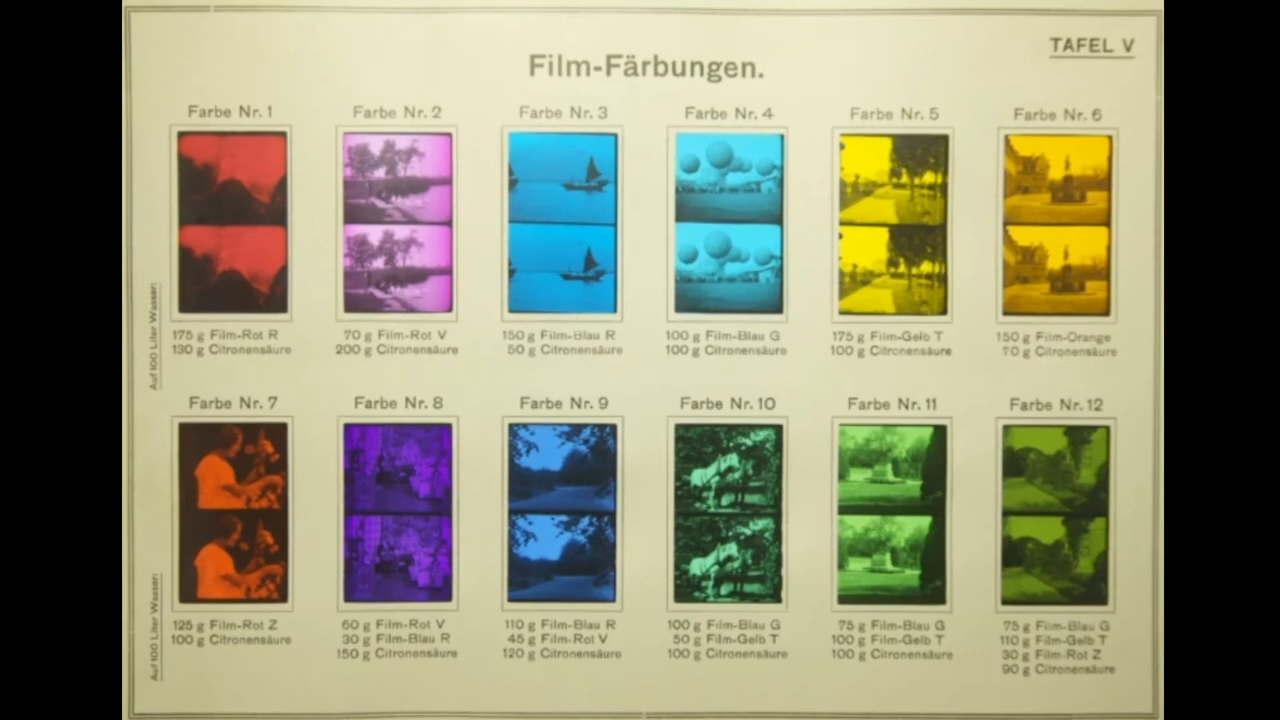 TAFEL V
Film-Färbungen.
Farbe Nr. 1
Farbe Nr. 2
Farbe Nr. 3
Farbe Nr. 4
Farbe Nr. 5
Farbe Nr. 6
Auf 100 Liter Wasser:
175 g Film-Rot R
130 g Citronensäure
70 g Film-Rot V
200 g Citronensäure
150 g Film-Blau R
50 g Citronensäure
100 g Film-Blau G
100 g Citronensäure
175 g Film-Gelb T
100 g Citronensäure
150 g Film-Orange
70 g Citronensäure
Farbe Nr. 7
Farbe Nr. 8
Farbe Nr. 9
Farbe Nr. 10
Farbe Nr. 11
Farbe Nr. 12
Auf 100 Liter Wasser:
125 g Film-Rot Z
100 g Citronensäure
60 g Film-Rot V
30 g Film-Blau R
150 g Citronensäure
110 g Film-Blau R
45 g Film-Rot V
120 g Citronensäure
100 g Film-Blau G
50 g Film-Gelb T
100 g Citronensäure
75 g Film-Blau G
100 g Film-Gelb T
100 g Citronensäure
75 g Film-Blau G
110 g Film-Gelb T
30 g Film-Rot Z
90 g Citronensäure